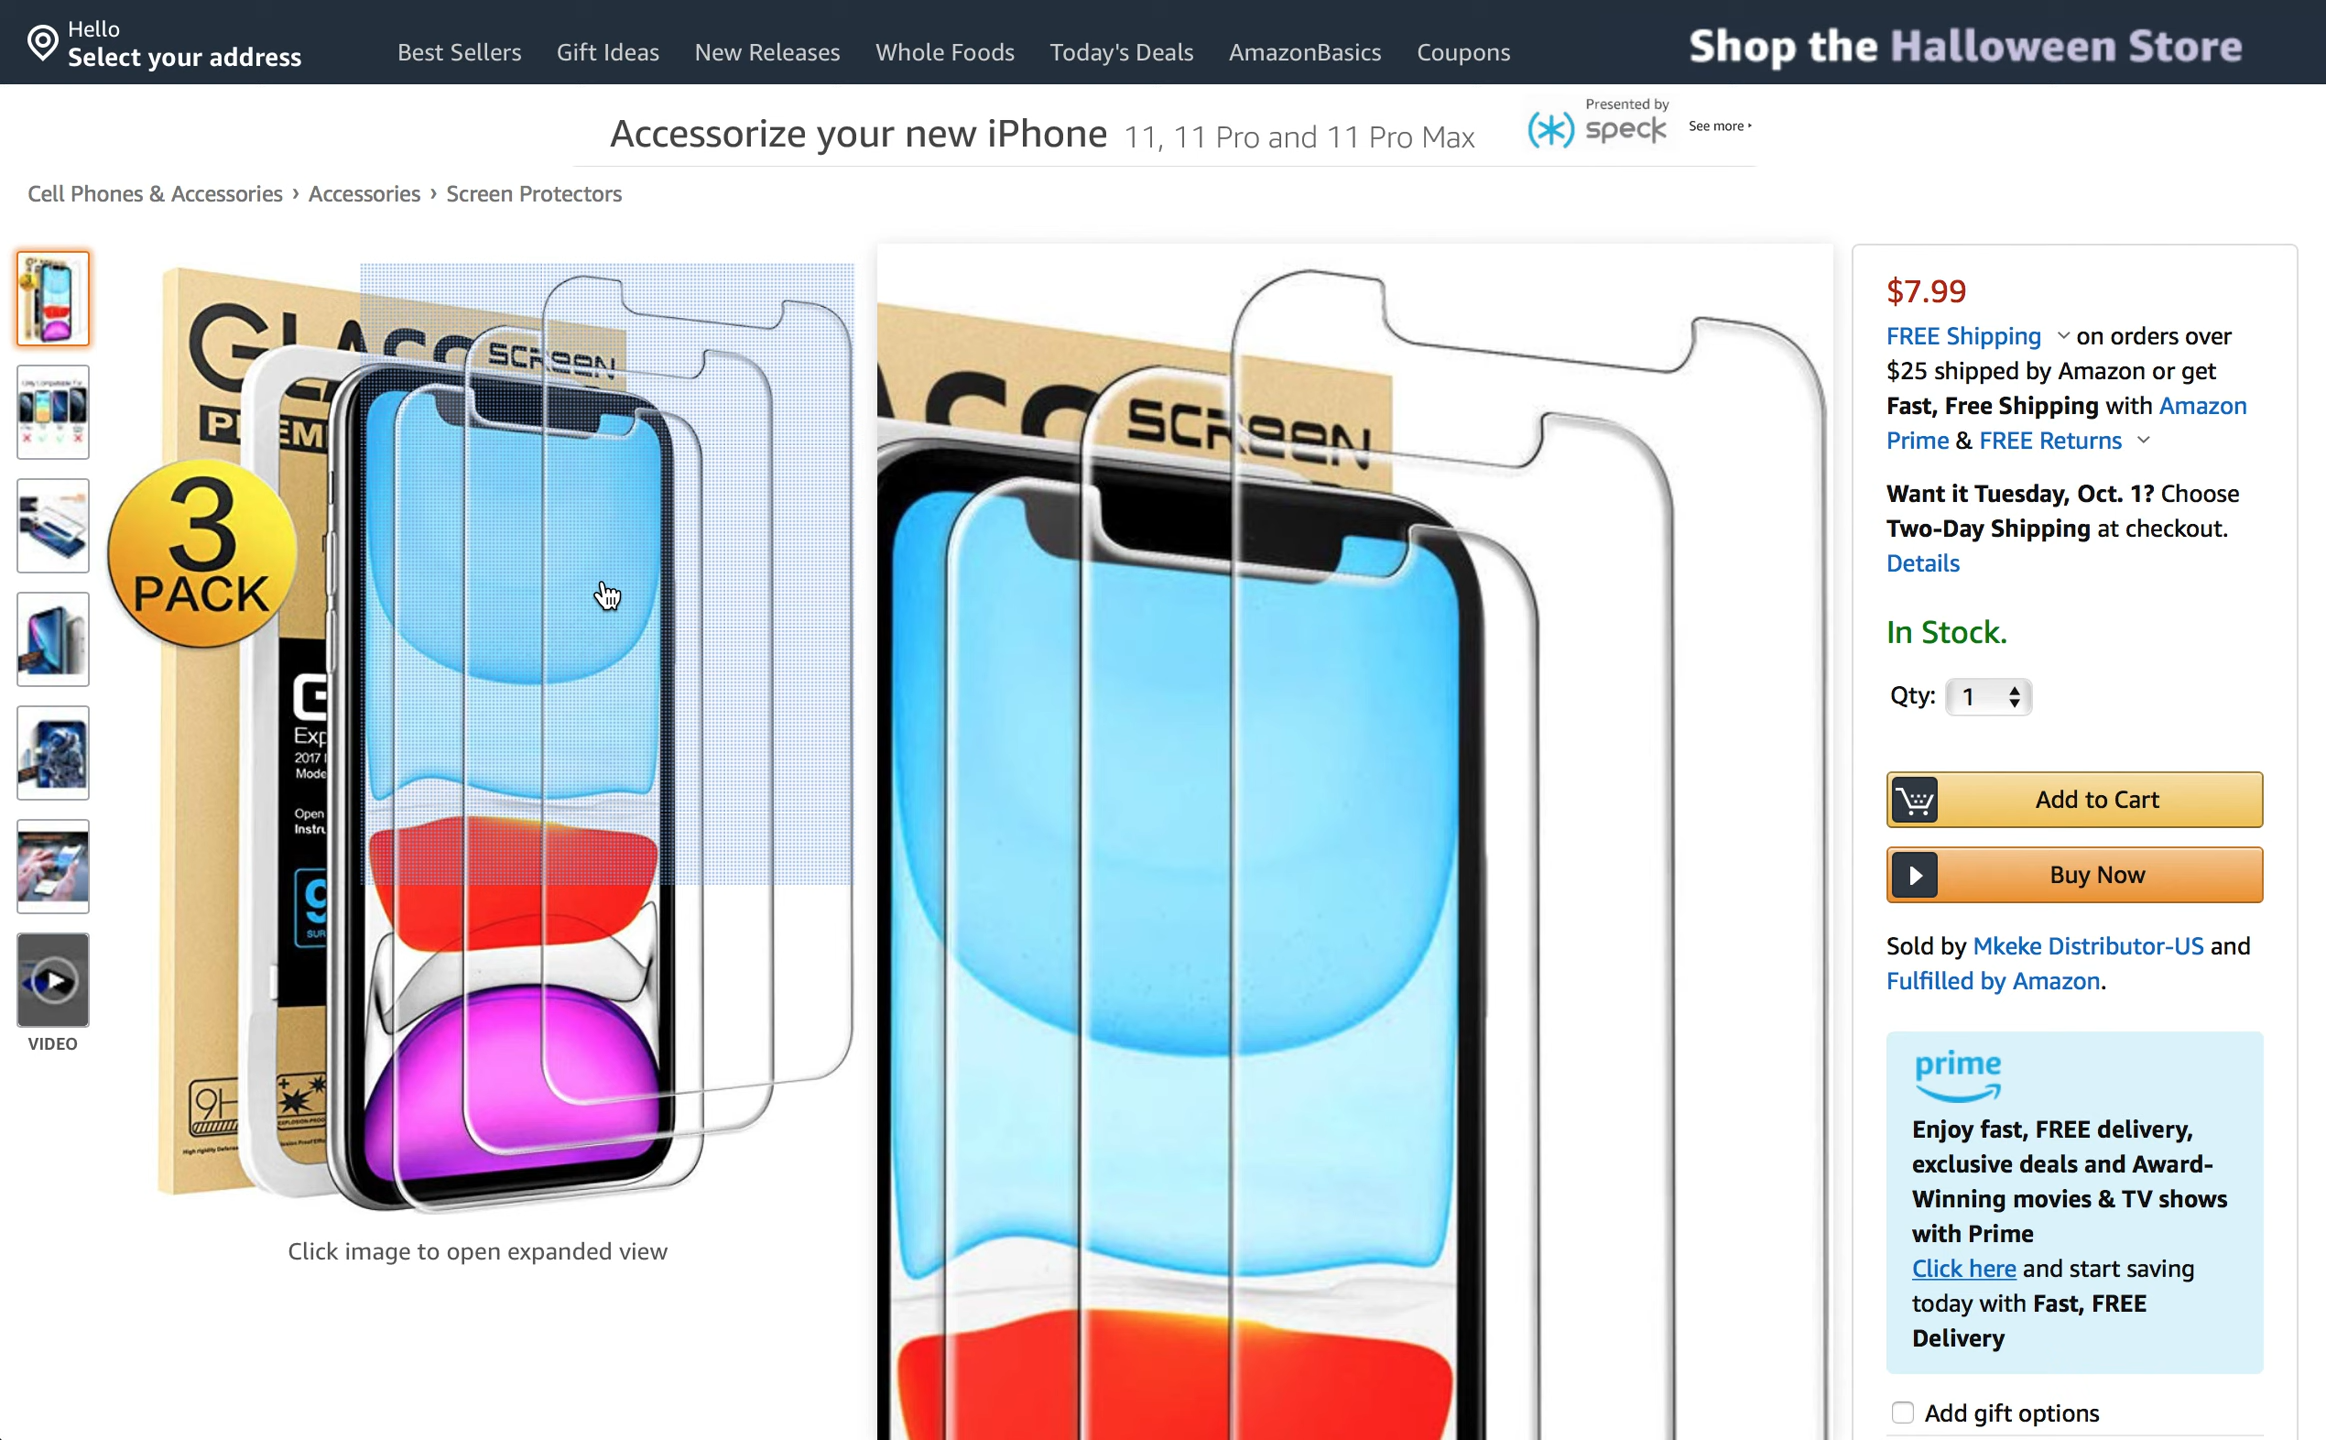 Hello
Select your address
Best Sellers
Gift Ideas
New Releases
Whole Foods
Today's Deals
AmazonBasics
Coupons
Shop the Halloween Store
Accessorize your new iPhone 11, 11 Pro and 11 Pro Max
Presented by
speck
See more
Cell Phones & Accessories › Accessories › Screen Protectors
SCREEN
3
PACK
2017
Open
9H
VIDEO
Click image to open expanded view
SCREEN
$7.99
FREE Shipping on orders over
$25 shipped by Amazon or get
Fast, Free Shipping with Amazon
Prime & FREE Returns
Want it Tuesday, Oct. 1? Choose
Two-Day Shipping at checkout.
Details
In Stock.
Qty: 1
Add to Cart
Buy Now
Sold by Mkeke Distributor-US and
Fulfilled by Amazon.
prime
Enjoy fast, FREE delivery,
exclusive deals and Award-
Winning movies & TV shows
with Prime
Click here and start saving
today with Fast, FREE
Delivery
Add gift options